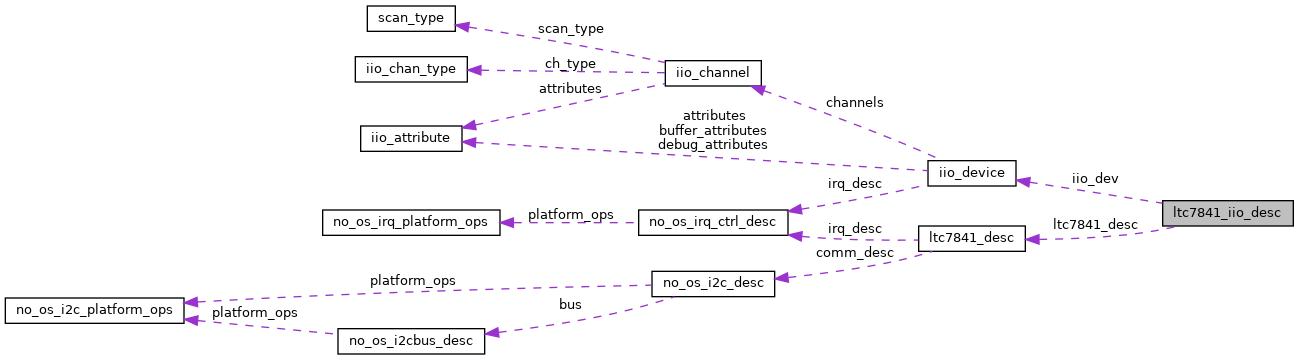 scan_type
scan_type
iio_chan_type
ch_type
iio_channel
attributes
channels
attributes
buffer_attributes
debug_attributes
iio_attribute
iio_device
irq_desc
iio_dev
no_os_irq_platform_ops
platform_ops
no_os_irq_ctrl_desc
ltc7841_iio_desc
irq_desc
ltc7841_desc
ltc7841_desc
comm_desc
platform_ops
no_os_i2c_desc
no_os_i2c_platform_ops
platform_ops
bus
no_os_i2cbus_desc